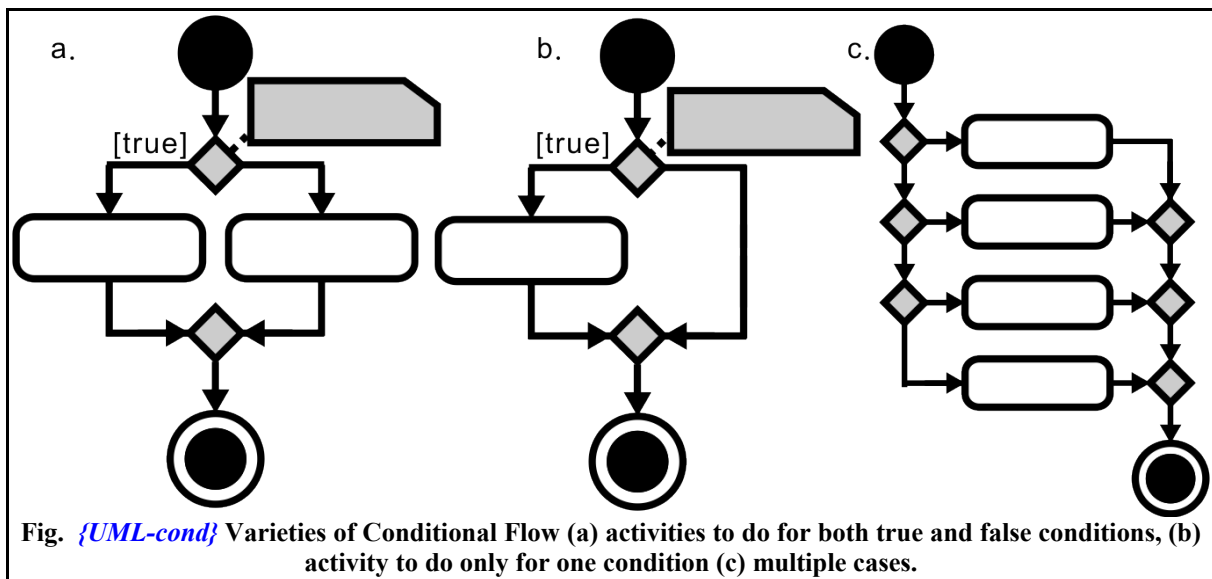 a.
[true]
b.
[true]
c.
Fig. {UML-cond} Varieties of Conditional Flow (a) activities to do for both true and false conditions, (b)
activity to do only for one condition (c) multiple cases.